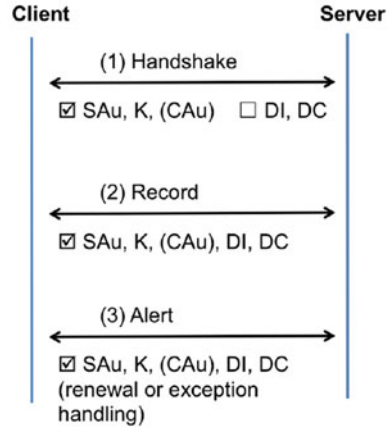 Client Server
(1) Handshake
☑ SAu, K, (CAu) ☐ DI, DC
(2) Record
☑ SAu, K, (CAu), DI, DC
(3) Alert
☑ SAu, K, (CAu), DI, DC
(renewal or exception
handling)